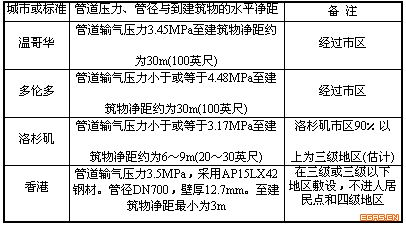 城市或标准
管道压力、管径与到建筑物的水平净距
备 注
温哥华
管道输气压力3.45MPa至建筑物净距约
为30m(100英尺)
经过市区
多伦多
管道输气压力小于或等于4.48MPa至建
筑物净距约为30m(100英尺)
经过市区
洛杉矶
管道输气压力小于或等于3.17MPa至建
筑物净距约为6～9m(20～30英尺)
洛杉矶市区90% 以
上为三级地区(估计)
香港
管道输气压力3.5MPa，采用AP15LX42
钢材。管径DN700，壁厚12.7mm。至建
筑物净距最小为3m
在三级或三级以下
地区敷设，不进入居
民点和四级地区
EGAS.CN